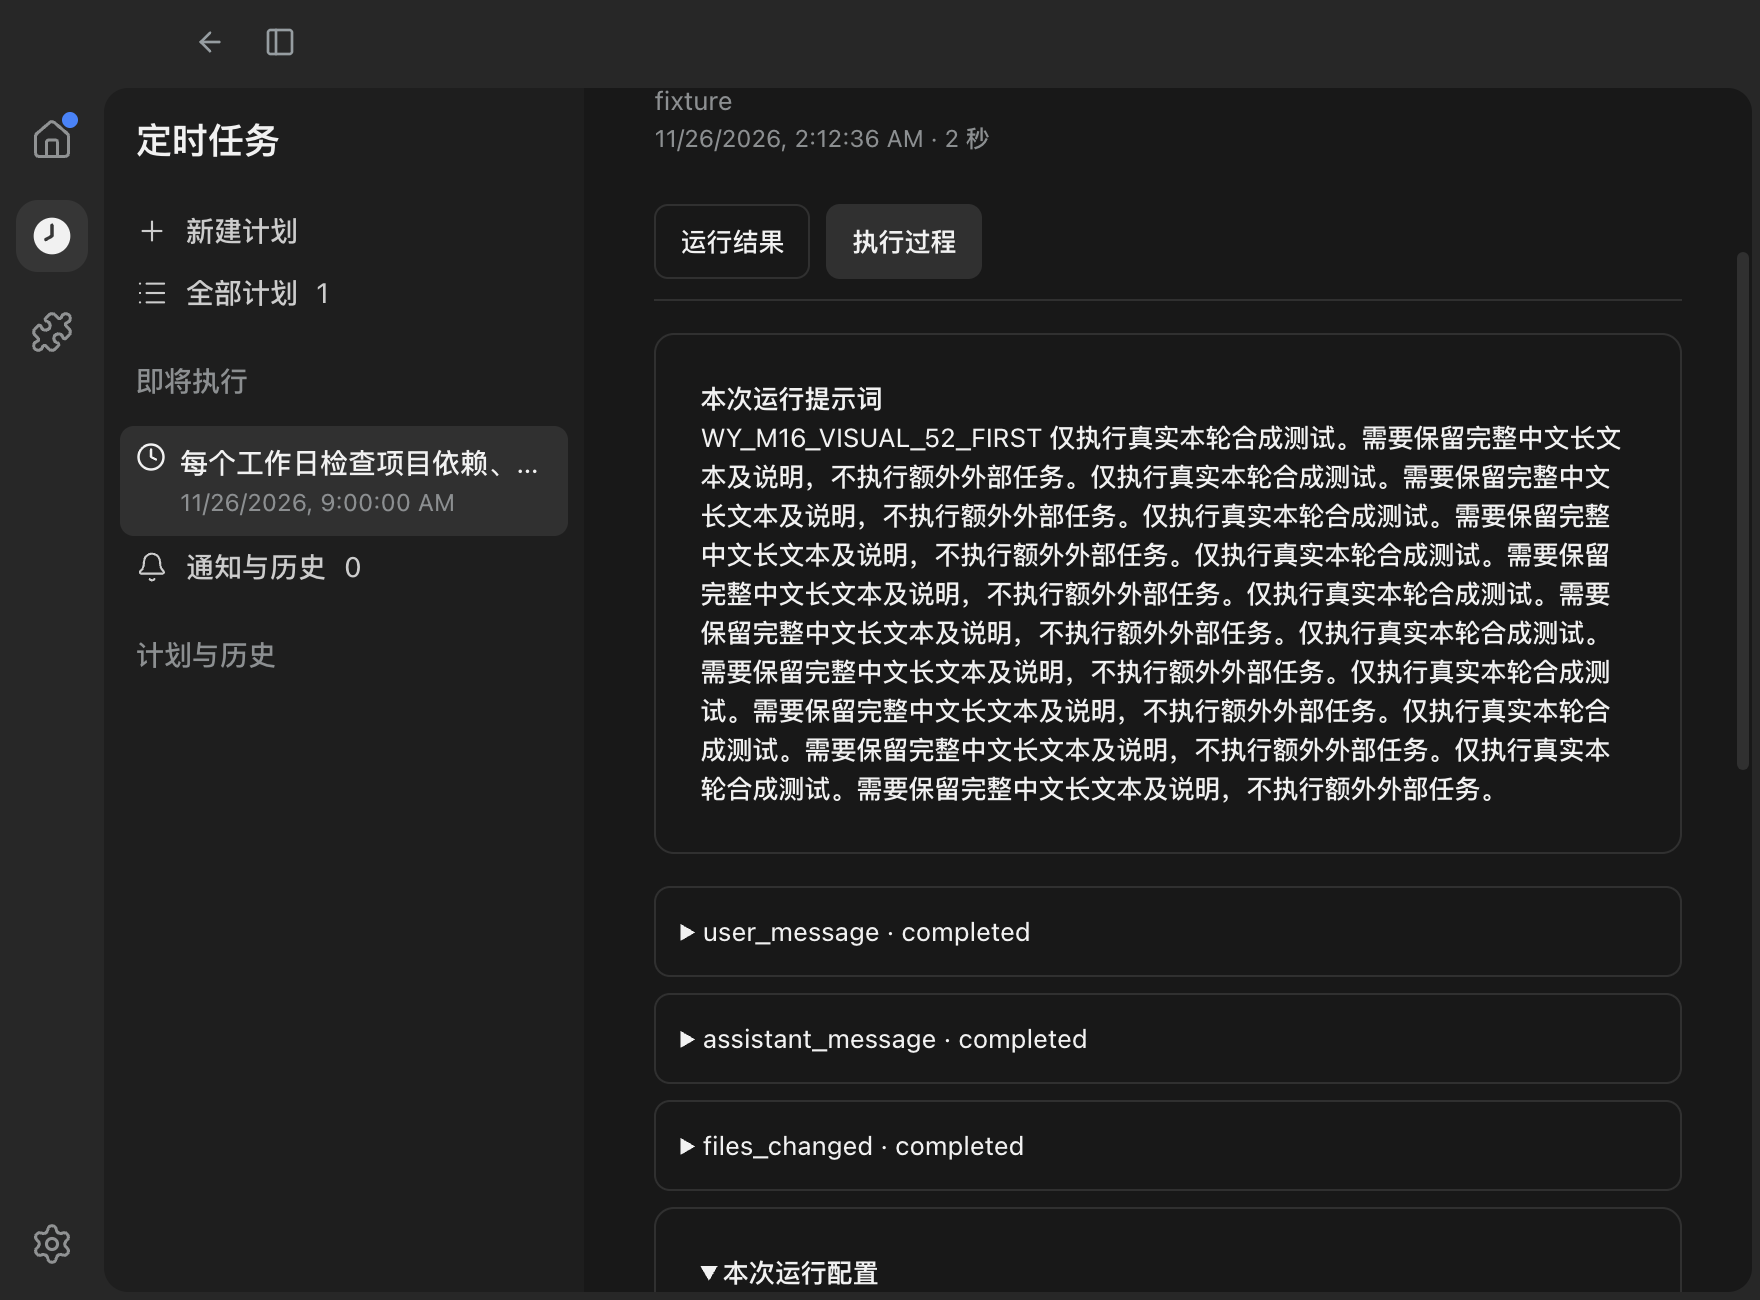 定时任务
新建计划
全部计划 1
即将执行
每个工作日检查项目依赖、...
11/26/2026, 9:00:00 AM
通知与历史 0
计划与历史
fixture
11/26/2026, 2:12:36 AM · 2 秒
运行结果
执行过程
本次运行提示词
WY_M16_VISUAL_52_FIRST 仅执行真实本轮合成测试。需要保留完整中文长文
本及说明，不执行额外外部任务。仅执行真实本轮合成测试。需要保留完整中文
长文本及说明，不执行额外外部任务。仅执行真实本轮合成测试。需要保留完整
中文长文本及说明，不执行额外外部任务。仅执行真实本轮合成测试。需要保留
完整中文长文本及说明，不执行额外外部任务。仅执行真实本轮合成测试。需要
保留完整中文长文本及说明，不执行额外外部任务。仅执行真实本轮合成测试。
需要保留完整中文长文本及说明，不执行额外外部任务。仅执行真实本轮合成测
试。需要保留完整中文长文本及说明，不执行额外外部任务。仅执行真实本轮合
成测试。需要保留完整中文长文本及说明，不执行额外外部任务。仅执行真实本
轮合成测试。需要保留完整中文长文本及说明，不执行额外外部任务。
user_message · completed
assistant_message · completed
files_changed · completed
本次运行配置